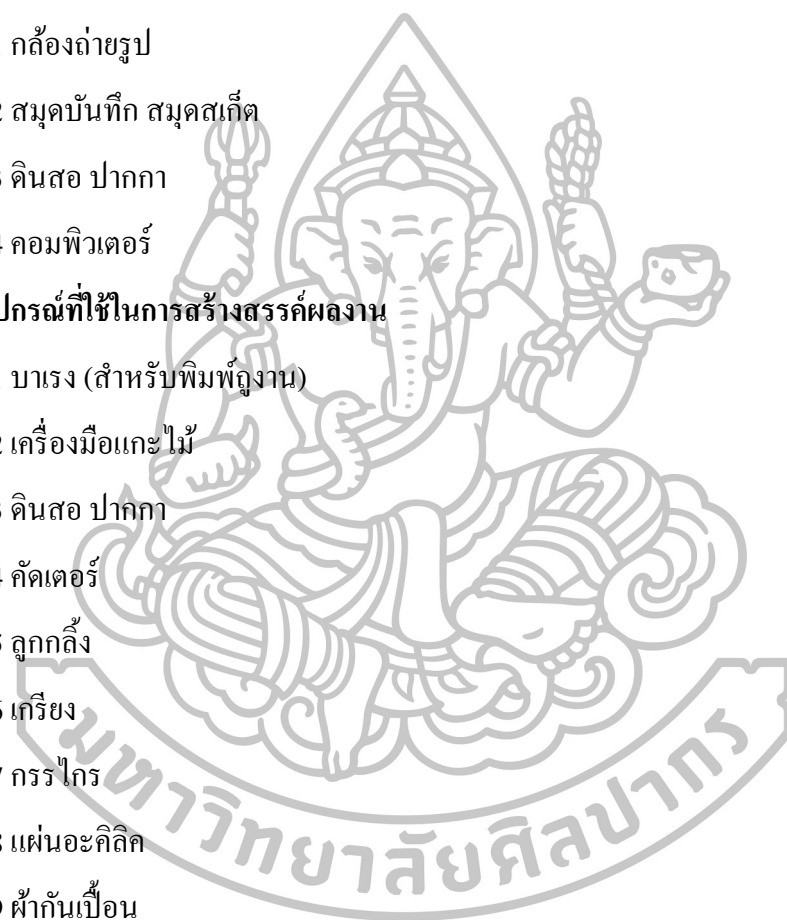 กล้องถ่ายรูป
2 สมุดบันทึก สมุดสเก็ต
3 ดินสอ ปากกา
4 คอมพิวเตอร์
ปกรณ์ที่ใช้ในการสร้างสรรค์ผลงาน
บาเรง (สำหรับพิมพ์ถูงาน)
2 เครื่องมือแกะไม้
3 ดินสอ ปากกา
4 คัดเตอร์
5 ลูกกลิ้ง
6 เกรียง
7 กรรไกร
8 แผ่นอะคิลิค
9 ผ้ากันเปื้อน
มหาวิทยาลัยศิลปากร